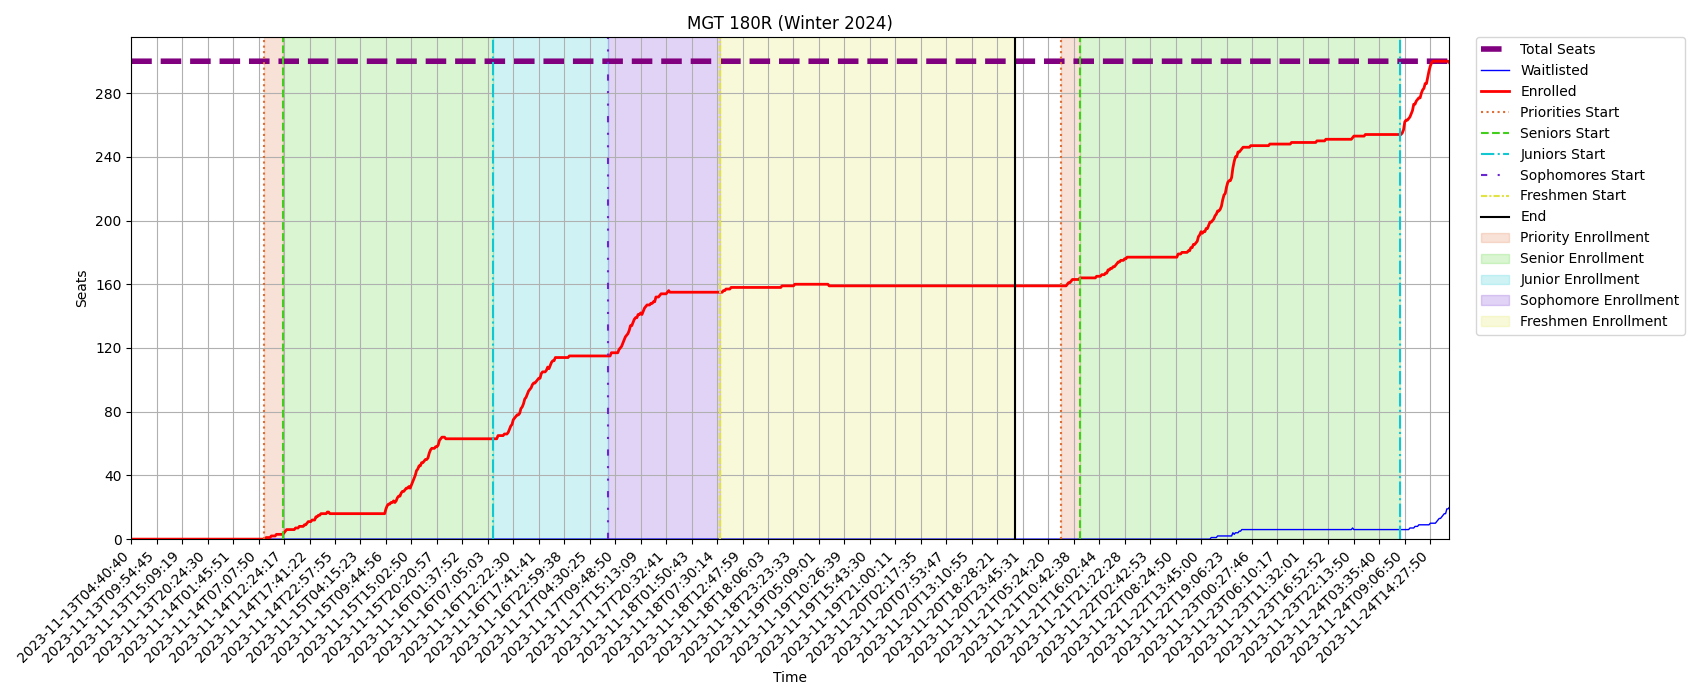 MGT 180R (Winter 2024)
Total Seats
Waitlisted
Enrolled
Priorities Start
Seniors Start
Juniors Start
Sophomores Start
Freshmen Start
End
Priority Enrollment
Senior Enrollment
Junior Enrollment
Sophomore Enrollment
Freshmen Enrollment
Seats
280
240
200
160
120
80
40
0
2023-11-13T04:40:40
2023-11-13T09:54:45
2023-11-13T15:09:19
2023-11-13T20:24:30
2023-11-14T01:45:51
2023-11-14T07:07:50
2023-11-14T12:24:17
2023-11-14T17:41:22
2023-11-14T22:57:55
2023-11-15T04:15:23
2023-11-15T09:44:56
2023-11-15T15:02:50
2023-11-15T20:20:57
2023-11-16T01:37:52
2023-11-16T07:05:03
2023-11-16T12:22:30
2023-11-16T17:41:41
2023-11-16T22:59:38
2023-11-17T04:30:25
2023-11-17T09:48:50
2023-11-17T15:13:09
2023-11-17T20:32:41
2023-11-18T01:50:43
2023-11-18T07:30:14
2023-11-18T12:47:59
2023-11-18T18:06:03
2023-11-18T23:23:33
2023-11-19T05:09:01
2023-11-19T10:26:39
2023-11-19T15:43:30
2023-11-19T21:00:11
2023-11-20T02:17:35
2023-11-20T07:53:47
2023-11-20T13:10:55
2023-11-20T18:28:21
2023-11-20T23:45:31
2023-11-21T05:24:20
2023-11-21T10:42:38
2023-11-21T16:02:44
2023-11-21T21:22:28
2023-11-22T02:42:53
2023-11-22T08:24:50
2023-11-22T13:45:00
2023-11-22T19:06:23
2023-11-23T00:27:46
2023-11-23T06:10:17
2023-11-23T11:32:01
2023-11-23T16:52:52
2023-11-23T22:13:50
2023-11-24T03:35:40
2023-11-24T09:06:50
2023-11-24T14:27:50
Time